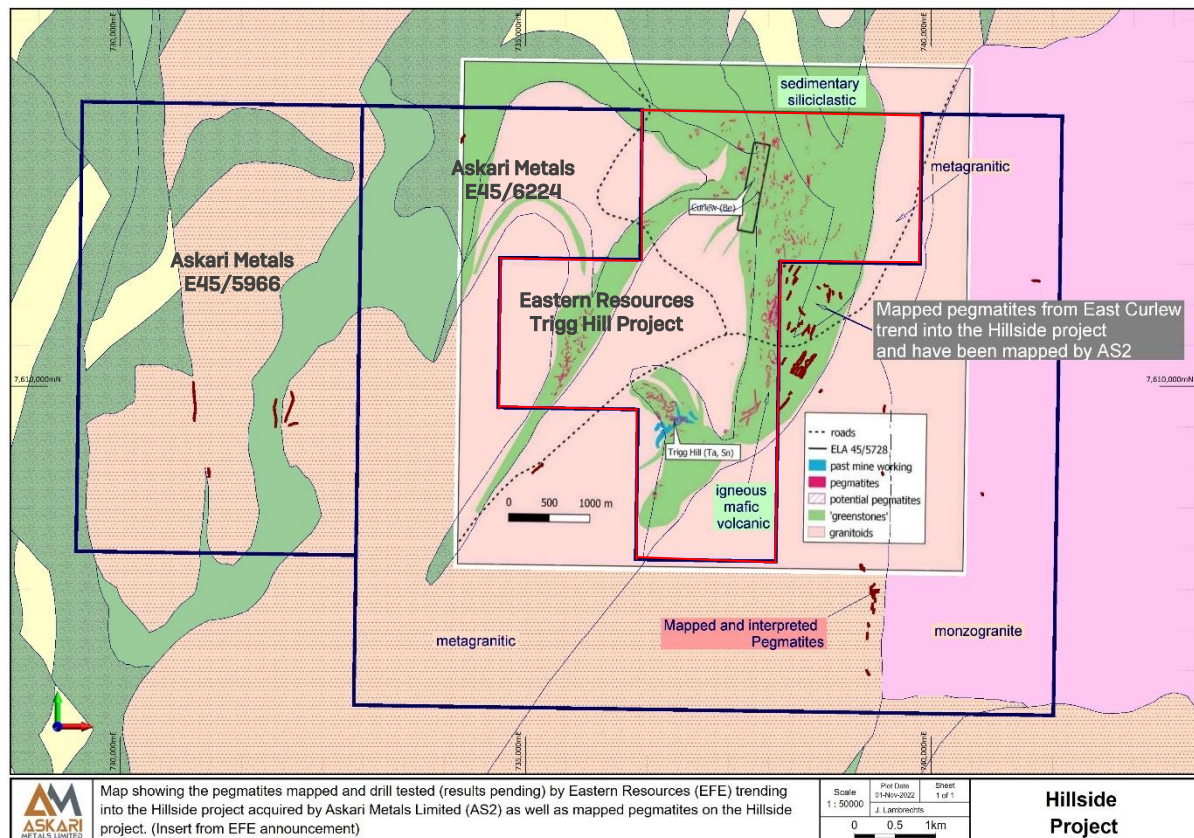 730,000mE
735,000mE
740,000mE
sedimentary
siliciclastic
metagranitic
Askari Metals
E45/6224
Curlew (Be)
Askari Metals
E45/5966
Eastern Resources
Trigg Hill Project
Mapped pegmatites from East Curlew
trend into the Hillside project
and have been mapped by AS2
7,610,000mN
7,610,000mN
roads
ELA 45/5728
past mine working
pegmatites
potential pegmatites
'greenstones'
granitoids
Trigg Hill (Ta, Sn)
igneous
mafic
volcanic
0 500 1000 m
Mapped and interpreted
Pegmatites
metagranitic
monzogranite
730,000mE
735,000mE
740,000mE
AM
ASKARI
METALS LIMITED
Map showing the pegmatites mapped and drill tested (results pending) by Eastern Resources (EFE) trending
into the Hillside project acquired by Askari Metals Limited (AS2) as well as mapped pegmatites on the Hillside
project. (Insert from EFE announcement)
Scale
1 : 50000
Plot Date
01-Nov-2022
Sheet
1 of 1
J. Lambrechts
0 0.5 1km
Hillside
Project